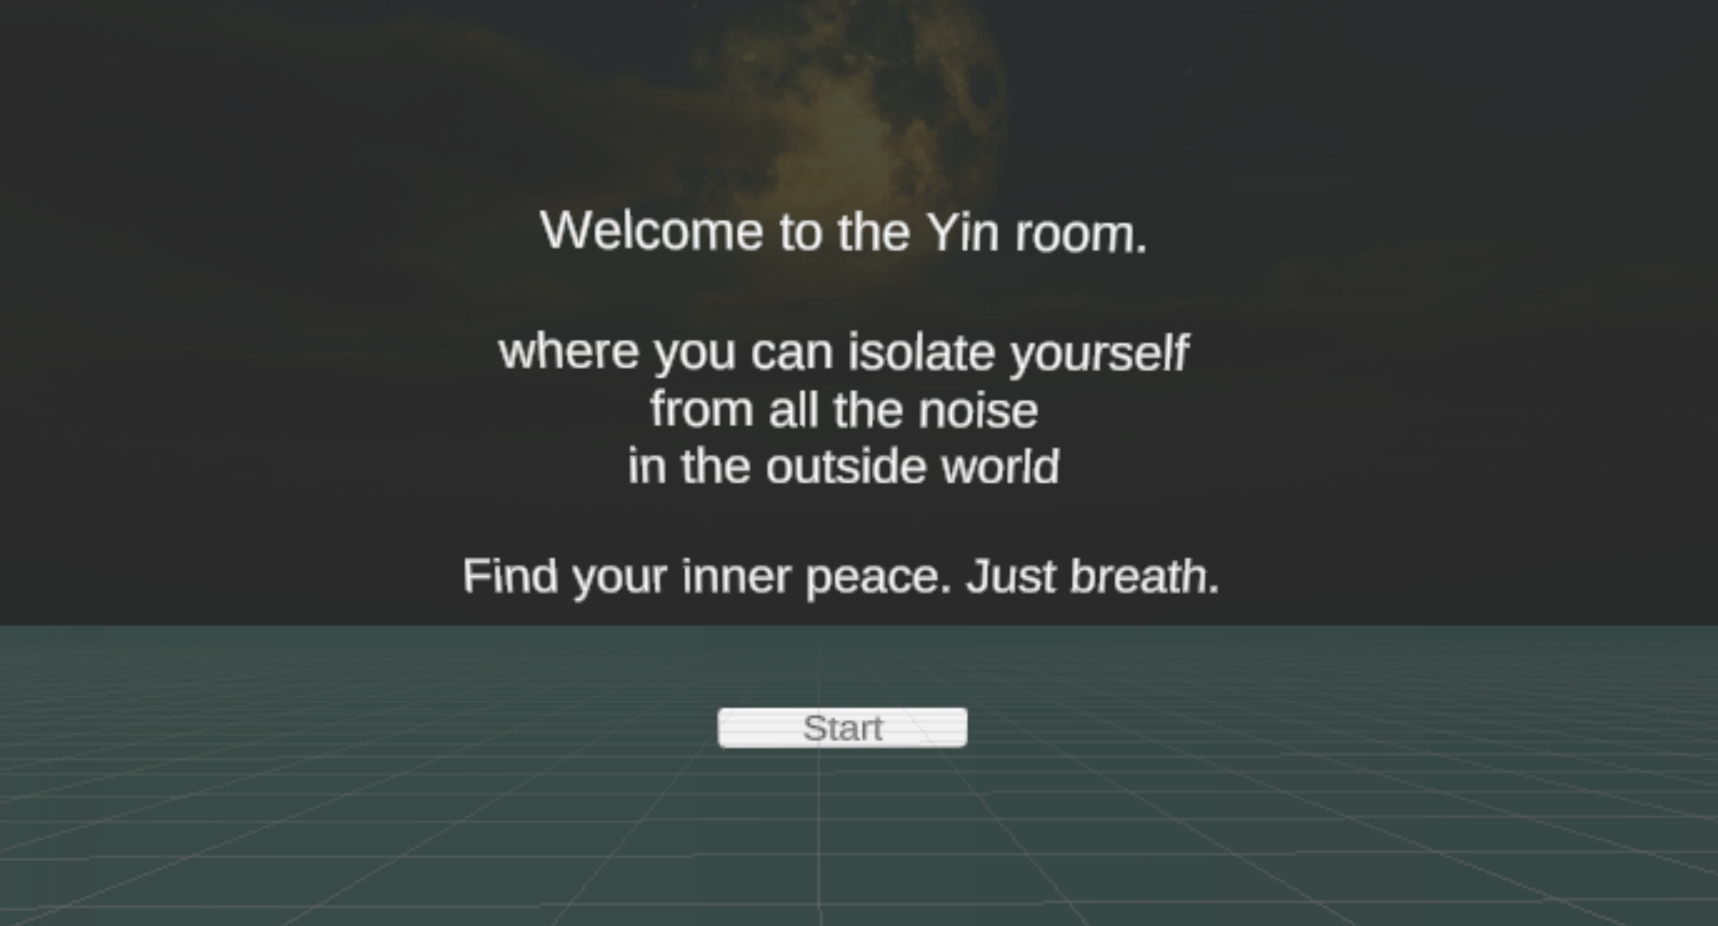 Welcome to the Yin room.
where you can isolate yourself
from all the noise
in the outside world
Find your inner peace. Just breath.
Start